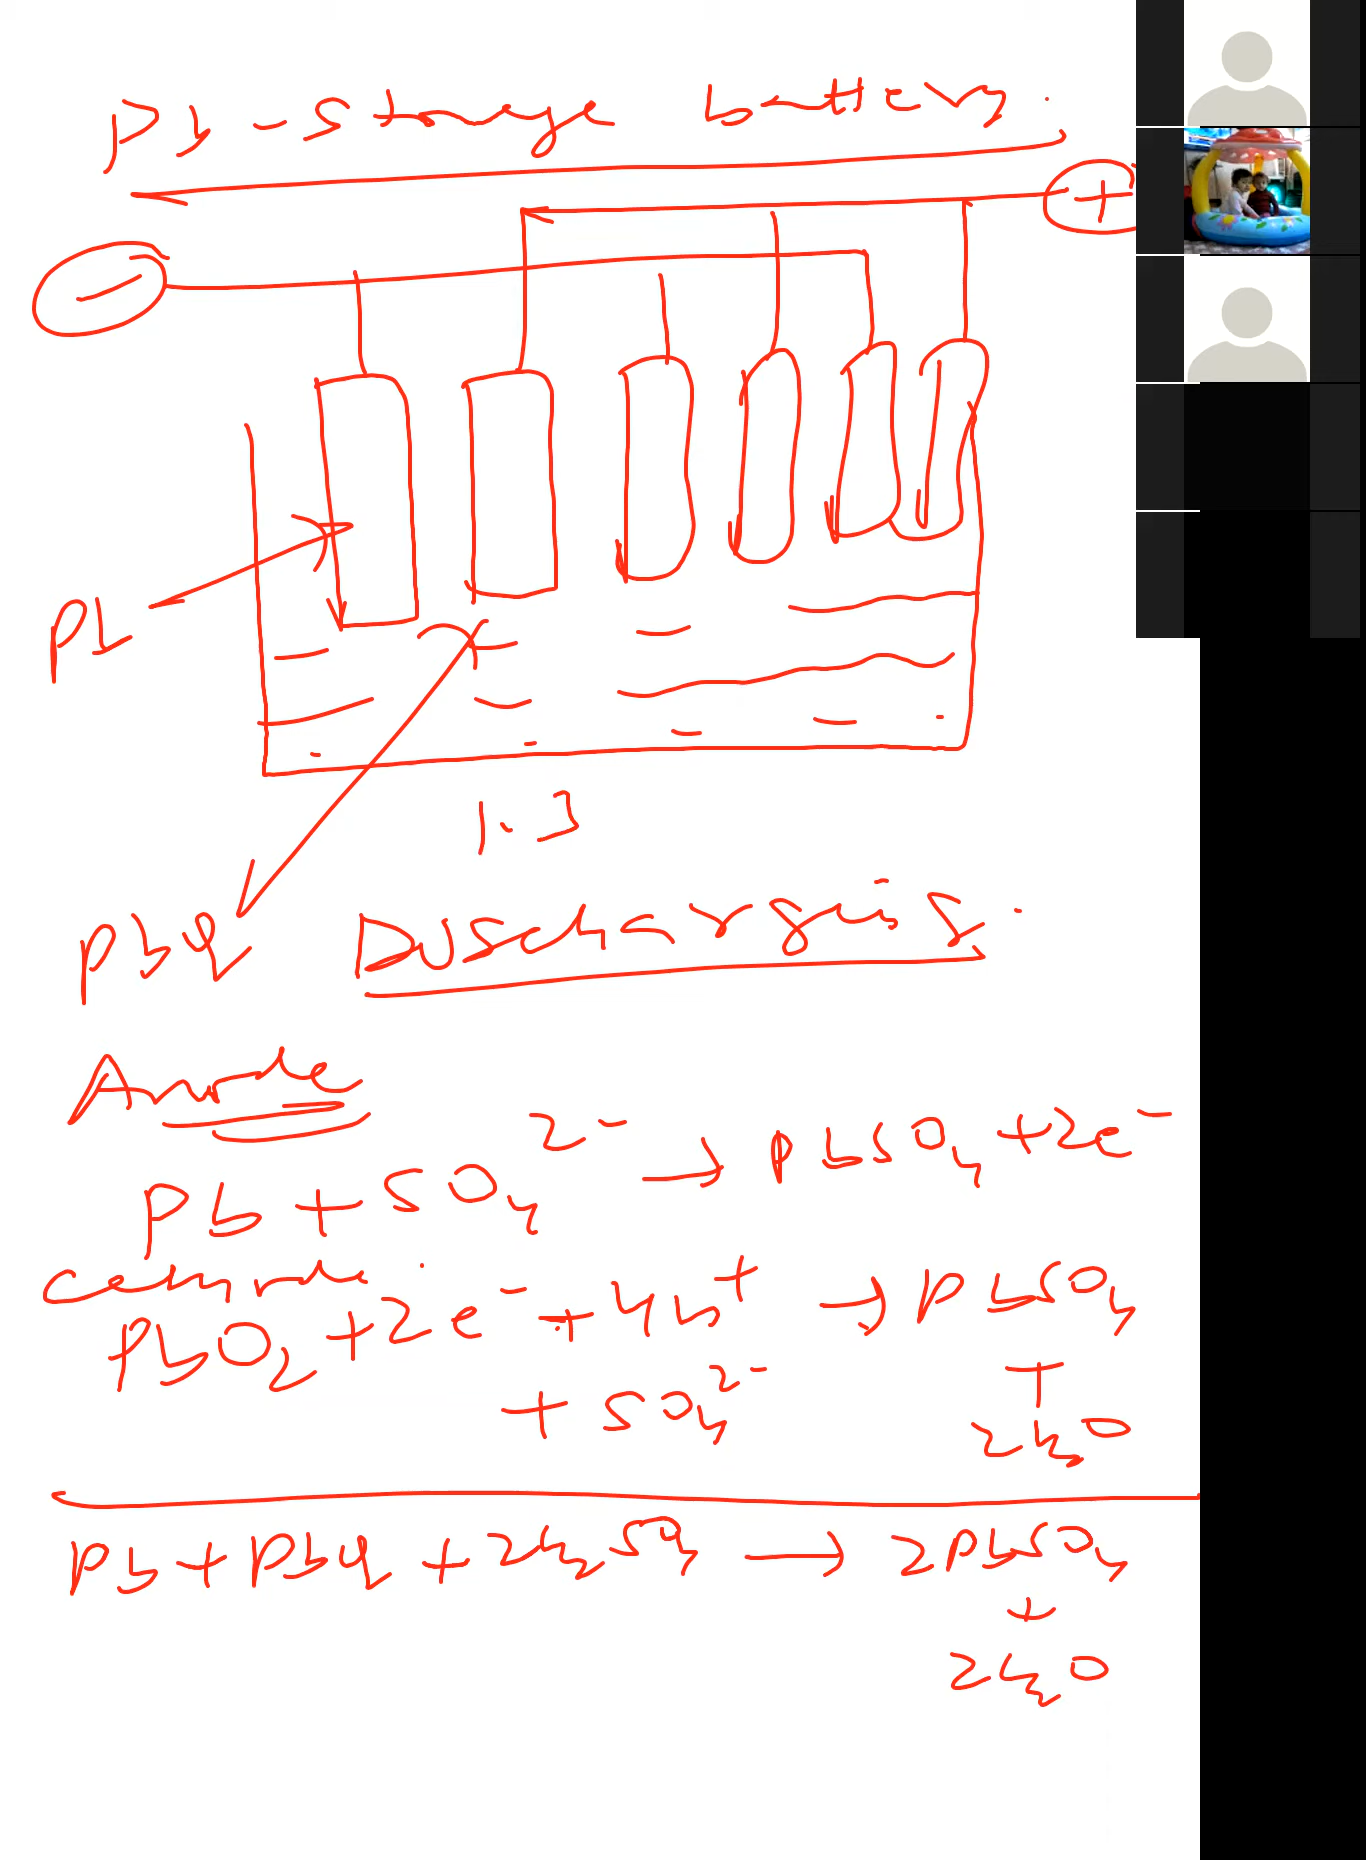 Pb-storage battery.
+
-
Pb
1.3
PbO2
Discharging.
Anode
Pb + SO4 2- → PbSO4 + 2e-
Cathode.
PbO2 + 2e- + 4H+ → PbSO4
+ SO4 2- + 2H2O
Pb + PbO2 + 2H2SO4 → 2PbSO4
+
2H2O